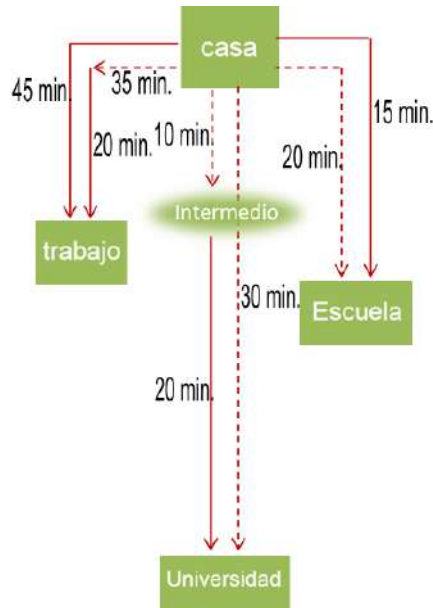 casa
45 min.
35 min.
20 min.
10 min.
20 min.
15 min.
Intermedio
trabajo
30 min.
Escuela
20 min.
Universidad